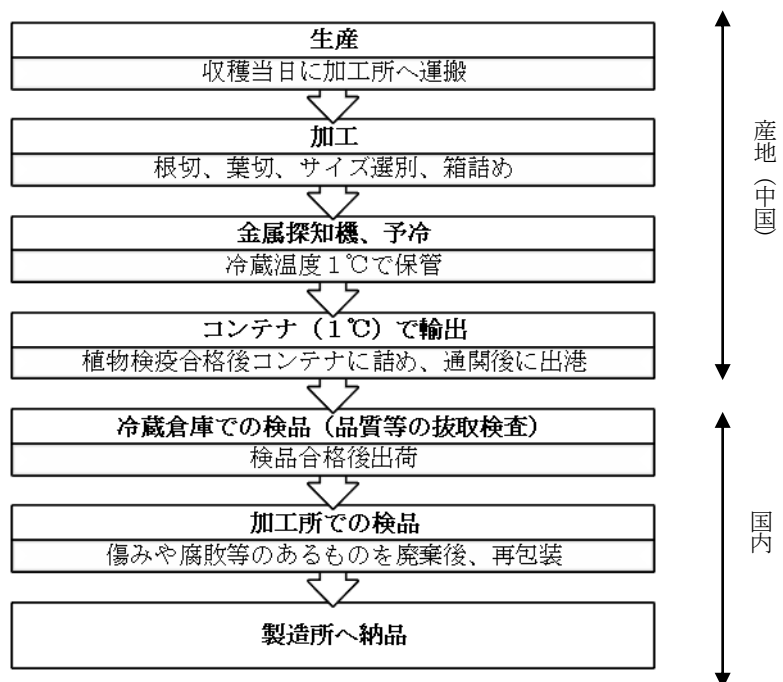 生産
収穫当日に加工所へ運搬
加工
根切、葉切、サイズ選別、箱詰め
金属探知機、予冷
冷蔵温度１℃で保管
コンテナ（１℃）で輸出
植物検疫合格後コンテナに詰め、通関後に出港
冷蔵倉庫での検品（品質等の抜取検査）
検品合格後出荷
加工所での検品
傷みや腐敗等のあるものを廃棄後、再包装
製造所へ納品
産地（中国）
国内